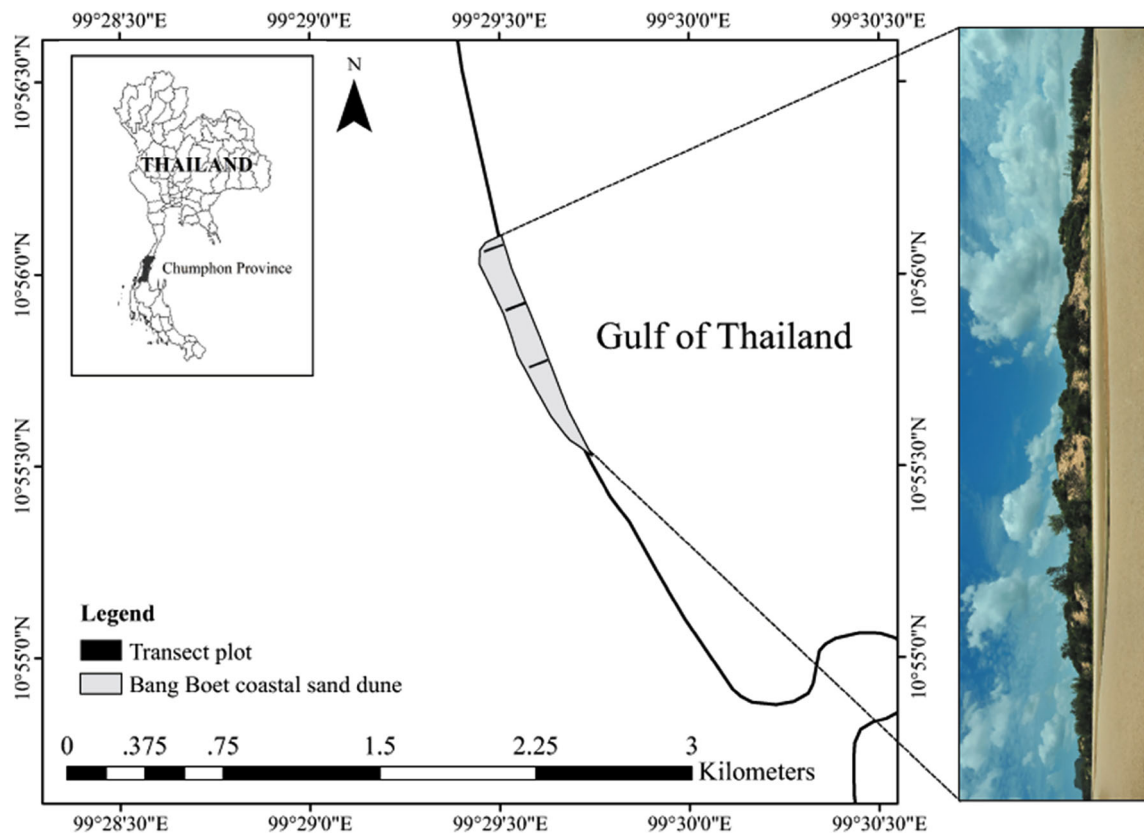 99°28'30"E 99°29'0"E 99°29'30"E 99°30'0"E 99°30'30"E
10°56'30"N
10°56'0"N
10°55'30"N
10°55'0"N
N
THAILAND
Chumphon Province
Gulf of Thailand
10°56'0"N
10°55'30"N
10°55'0"N
Legend
Transect plot
Bang Boet coastal sand dune
0 .375 .75 1.5 2.25 3
Kilometers
99°28'30"E 99°29'0"E 99°29'30"E 99°30'0"E 99°30'30"E